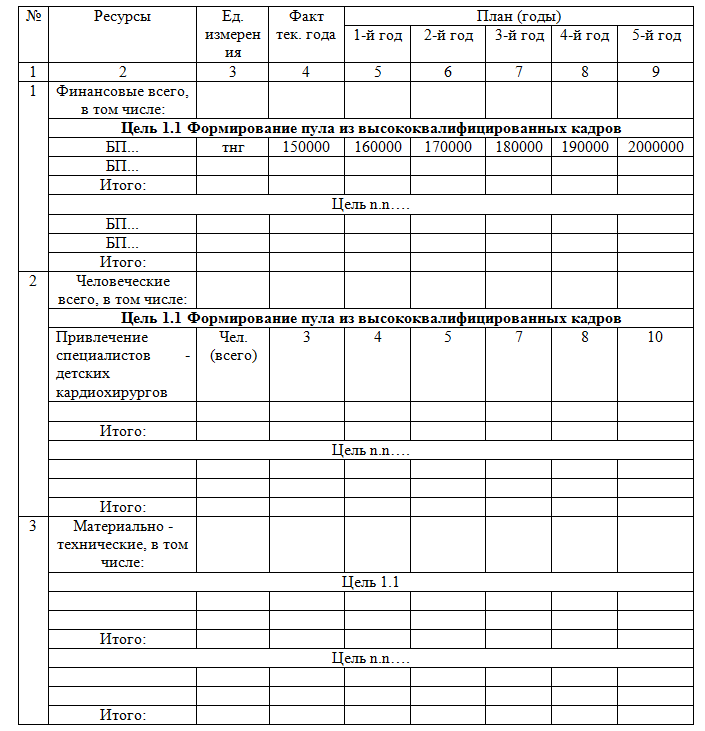 № Ресурсы Ед. измерен ия Факт тек. года План (годы)
1-й год 2-й год 3-й год 4-й год 5-й год
1 2 3 4 5 6 7 8 9
1 Финансовые всего,
в том числе:
Цель 1.1 Формирование пула из высококвалифицированных кадров
БП... тнг 150000 160000 170000 180000 190000 2000000
БП...
Итого:
Цель n.n….
БП...
БП...
Итого:
2 Человеческие
всего, в том числе:
Цель 1.1 Формирование пула из высококвалифицированных кадров
Привлечение Чел. 3 4 5 7 8 10
специалистов - (всего)
детских
кардиохирургов
Итого:
Цель n.n….
Итого:
3 Материально -
технические, в том
числе:
Цель 1.1
Итого:
Цель n.n….
Итого: